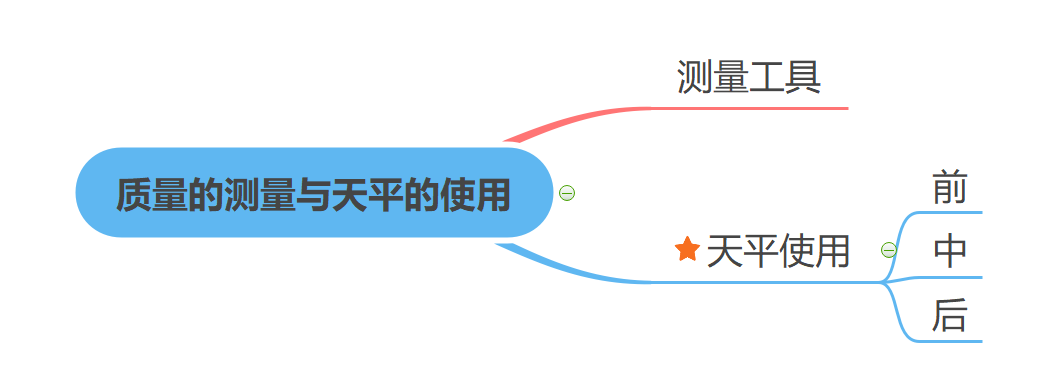 测量工具
质量的测量与天平的使用
天平使用
前
中
后